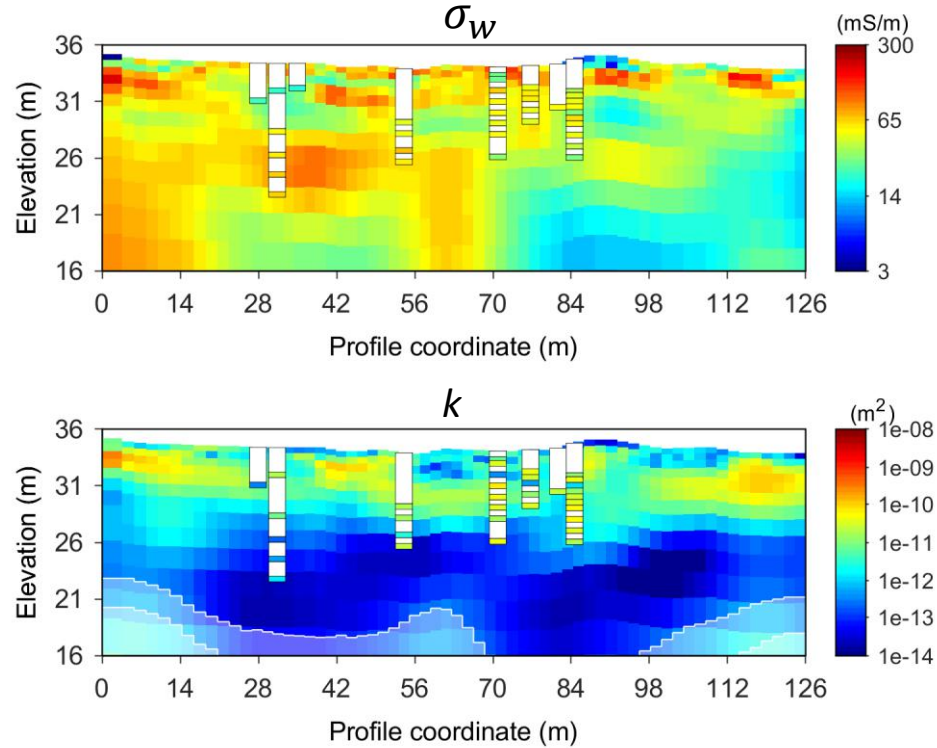 σw
(mS/m)
Elevation (m)
36
31
26
21
16
300
65
14
3
0 14 28 42 56 70 84 98 112 126
Profile coordinate (m)
k
(m²)
Elevation (m)
36
31
26
21
16
1e-08
1e-09
1e-10
1e-11
1e-12
1e-13
1e-14
0 14 28 42 56 70 84 98 112 126
Profile coordinate (m)